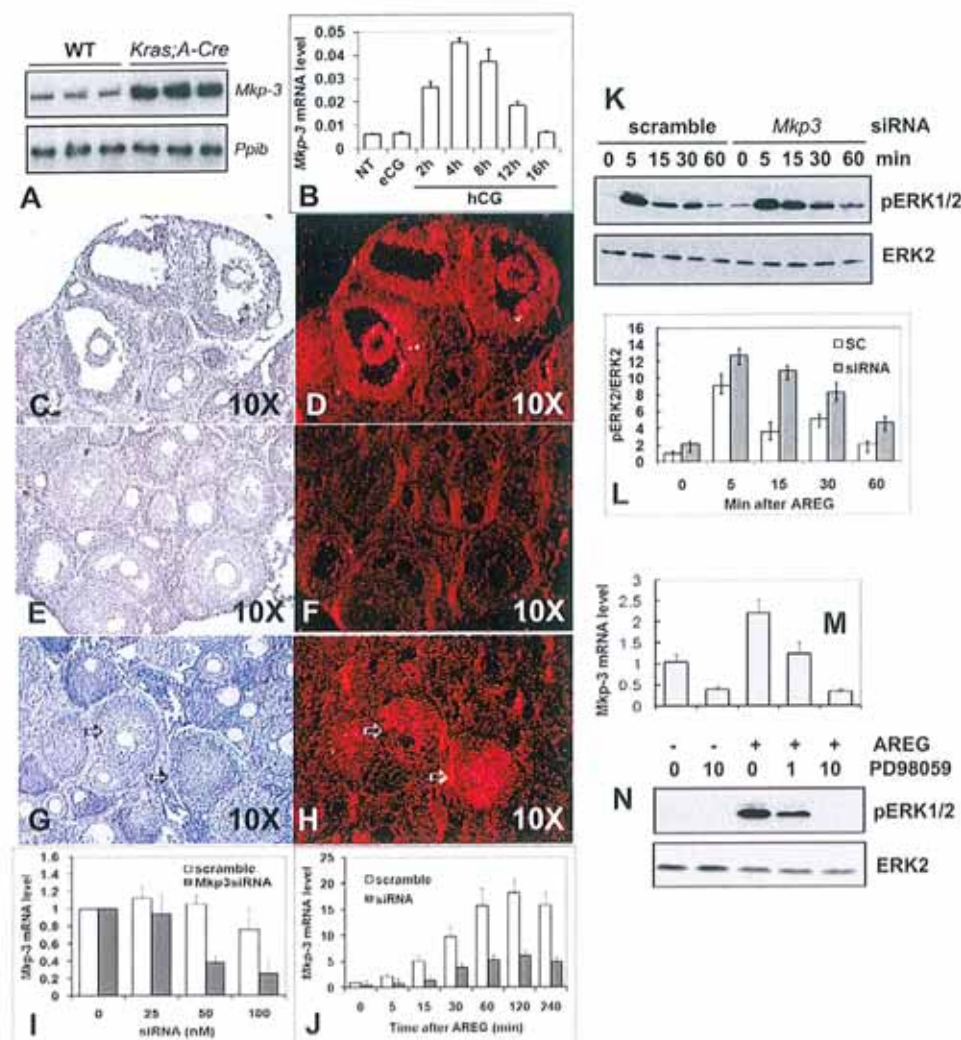 WT Kras;A-Cre
Mkp-3
Ppib
A
Mkp-3 mRNA level
0.05
0.04
0.03
0.02
0.01
0
NT eCG 2h 4h 8h 12h 16h
hCG
B
C 10X
D 10X
E 10X
F 10X
G 10X
H 10X
Mkp-3 mRNA level
1.6
1.4
1.2
1
0.8
0.6
0.4
0.2
0
scramble
Mkp3siRNA
0 25 50 100
siRNA (nM)
I
Mkp-3 mRNA level
25
20
15
10
5
0
scramble
siRNA
0 5 15 30 60 120 240
Time after AREG (min)
J
K
scramble Mkp3 siRNA
0 5 15 30 60 0 5 15 30 60 min
pERK1/2
ERK2
pERK2/ERK2
16
14
12
10
8
6
4
2
0
SC
siRNA
0 5 15 30 60
Min after AREG
L
Mkp-3 mRNA level
3
2.5
2
1.5
1
0.5
0
M
- - + + + AREG
0 10 0 1 10 PD98059
N
pERK1/2
ERK2